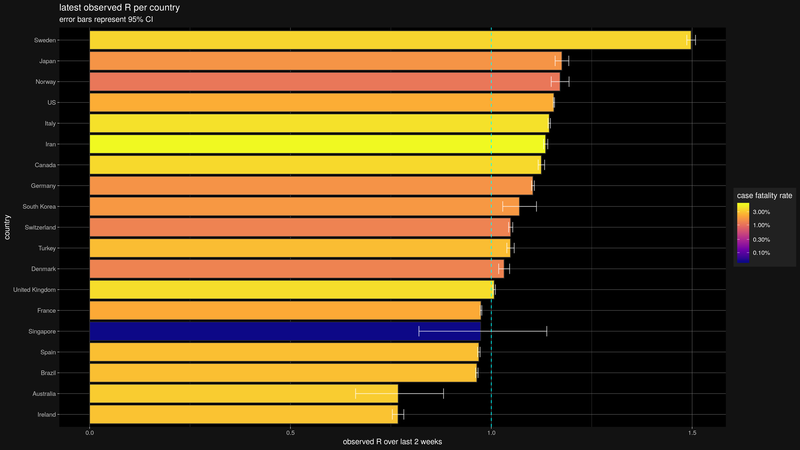 latest observed R per country
error bars represent 95% CI
country
Sweden
Japan
Norway
US
Italy
Iran
Canada
Germany
South Korea
Switzerland
Turkey
Denmark
United Kingdom
France
Singapore
Spain
Brazil
Australia
Ireland
0.0
0.5
1.0
1.5
observed R over last 2 weeks
case fatality rate
3.00%
1.00%
0.30%
0.10%